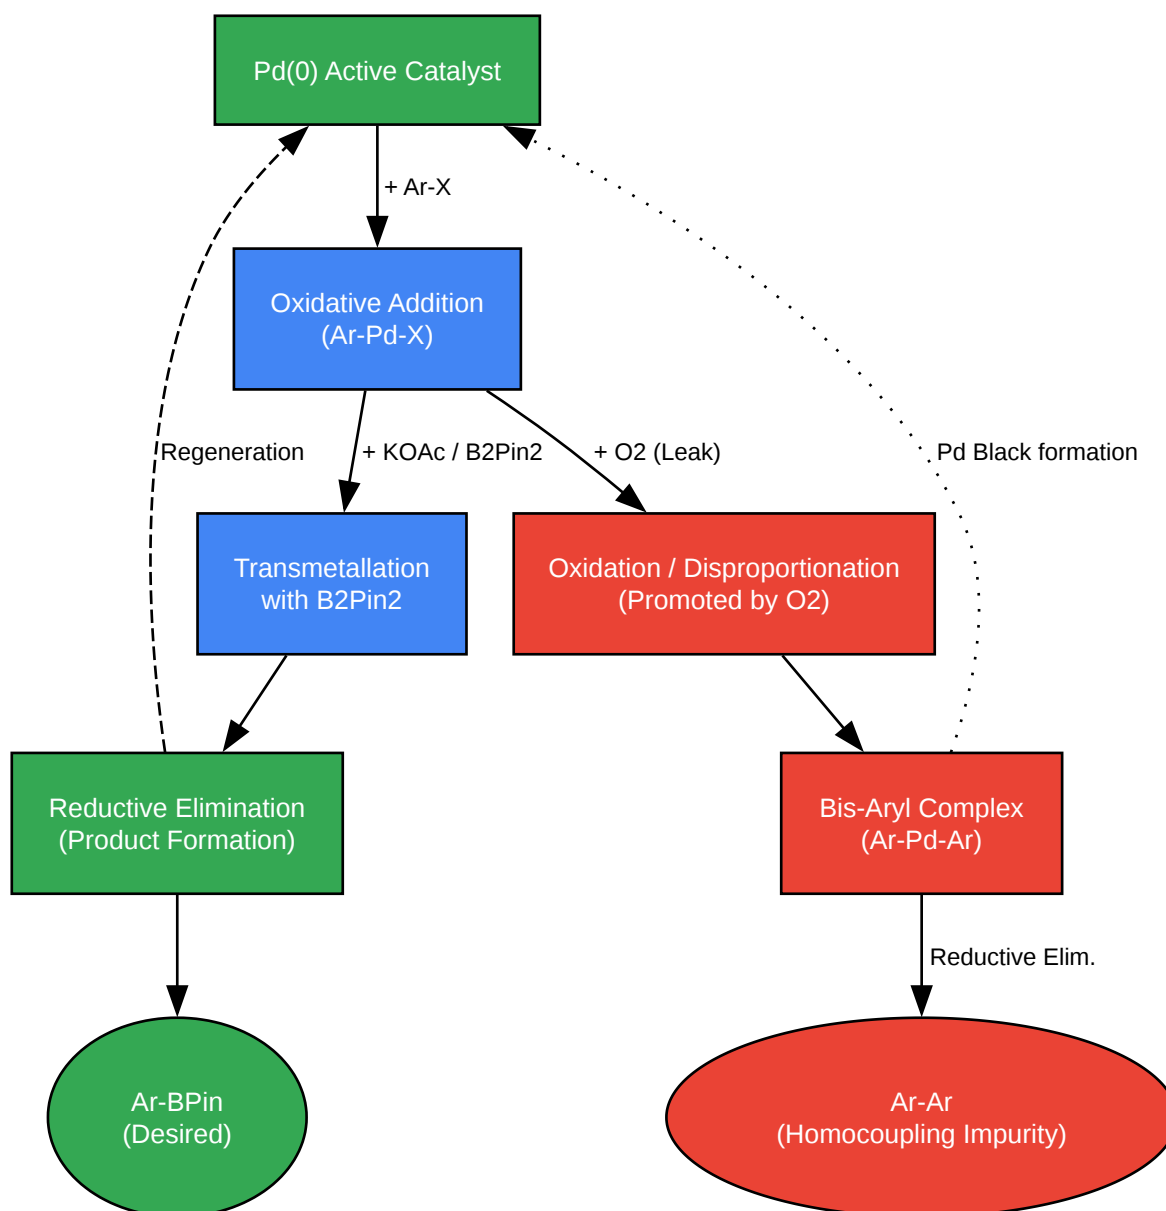 Pd(0) Active Catalyst
+ Ar-X
Oxidative Addition
(Ar-Pd-X)
Regeneration
+ KOAc / B2Pin2
+ O2 (Leak)
Pd Black formation
Transmetallation
with B2Pin2
Oxidation / Disproportionation
(Promoted by O2)
Reductive Elimination
(Product Formation)
Bis-Aryl Complex
(Ar-Pd-Ar)
Reductive Elim.
Ar-BPin
(Desired)
Ar-Ar
(Homocoupling Impurity)